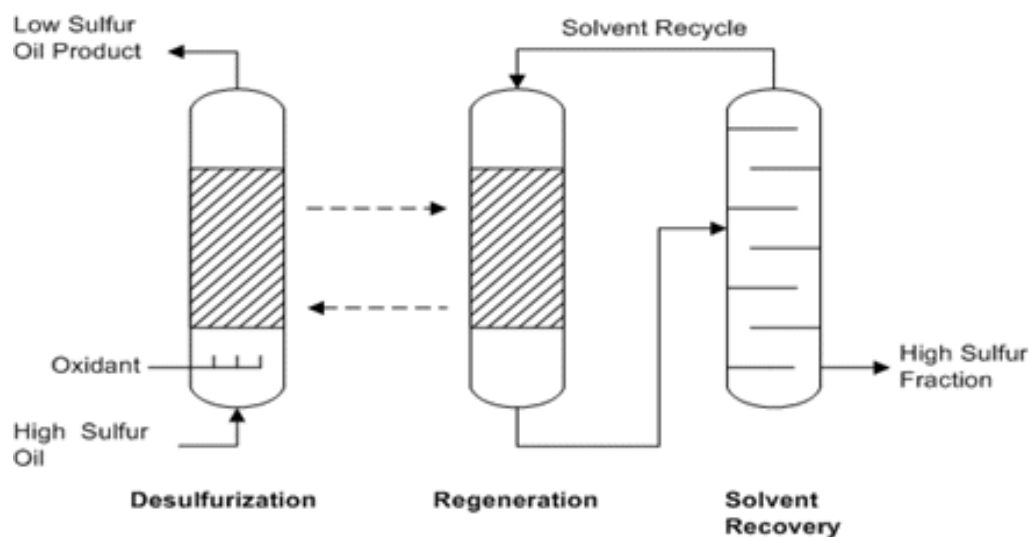 Low Sulfur
Oil Product
Solvent Recycle
Oxidant
High Sulfur
Oil
High Sulfur
Fraction
Desulfurization
Regeneration
Solvent
Recovery